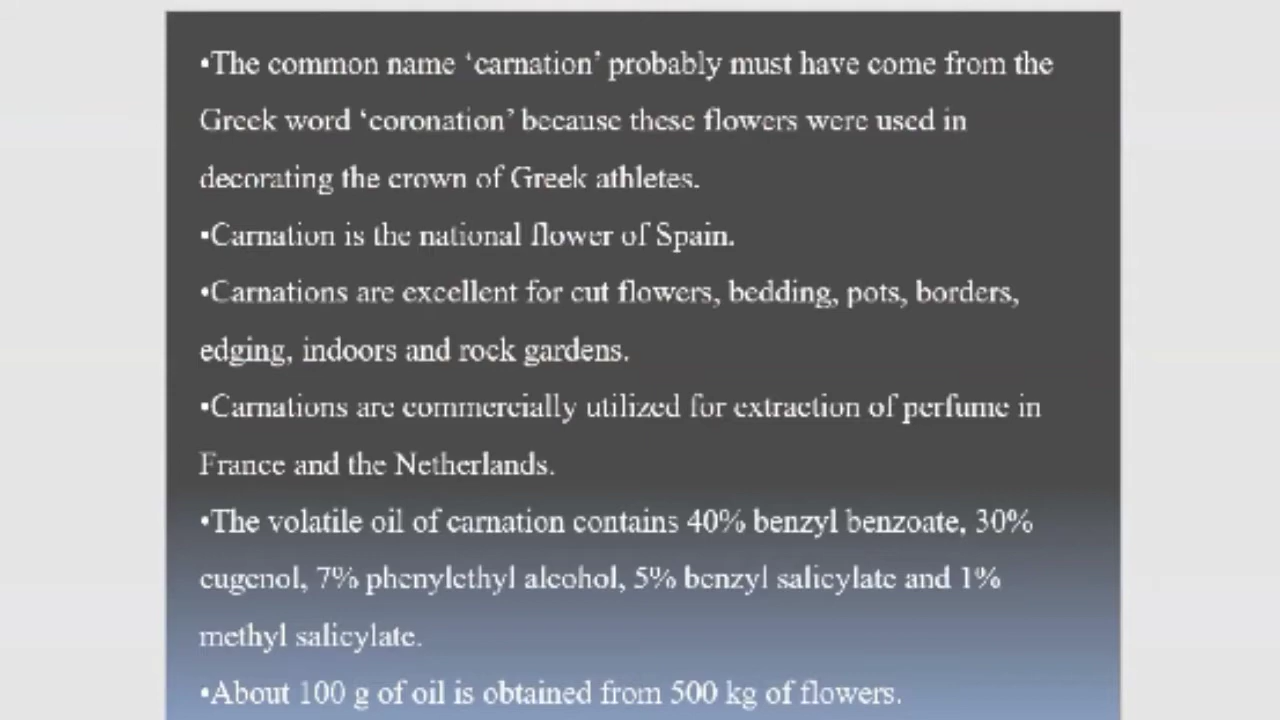 •The common name ‘carnation’ probably must have come from the
Greek word ‘coronation’ because these flowers were used in
decorating the crown of Greek athletes.
▪Carnation is the national flower of Spain.
•Carnations are excellent for cut flowers, bedding, pots, borders,
edging, indoors and rock gardens.
▪Carnations are commercially utilized for extraction of perfume in
France and the Netherlands.
•The volatile oil of carnation contains 40% benzyl benzoate, 30%
eugenol, 7% phenylethyl alcohol, 5% benzyl salicylate and 1%
methyl salicylate.
•About 100 g of oil is obtained from 500 kg of flowers.